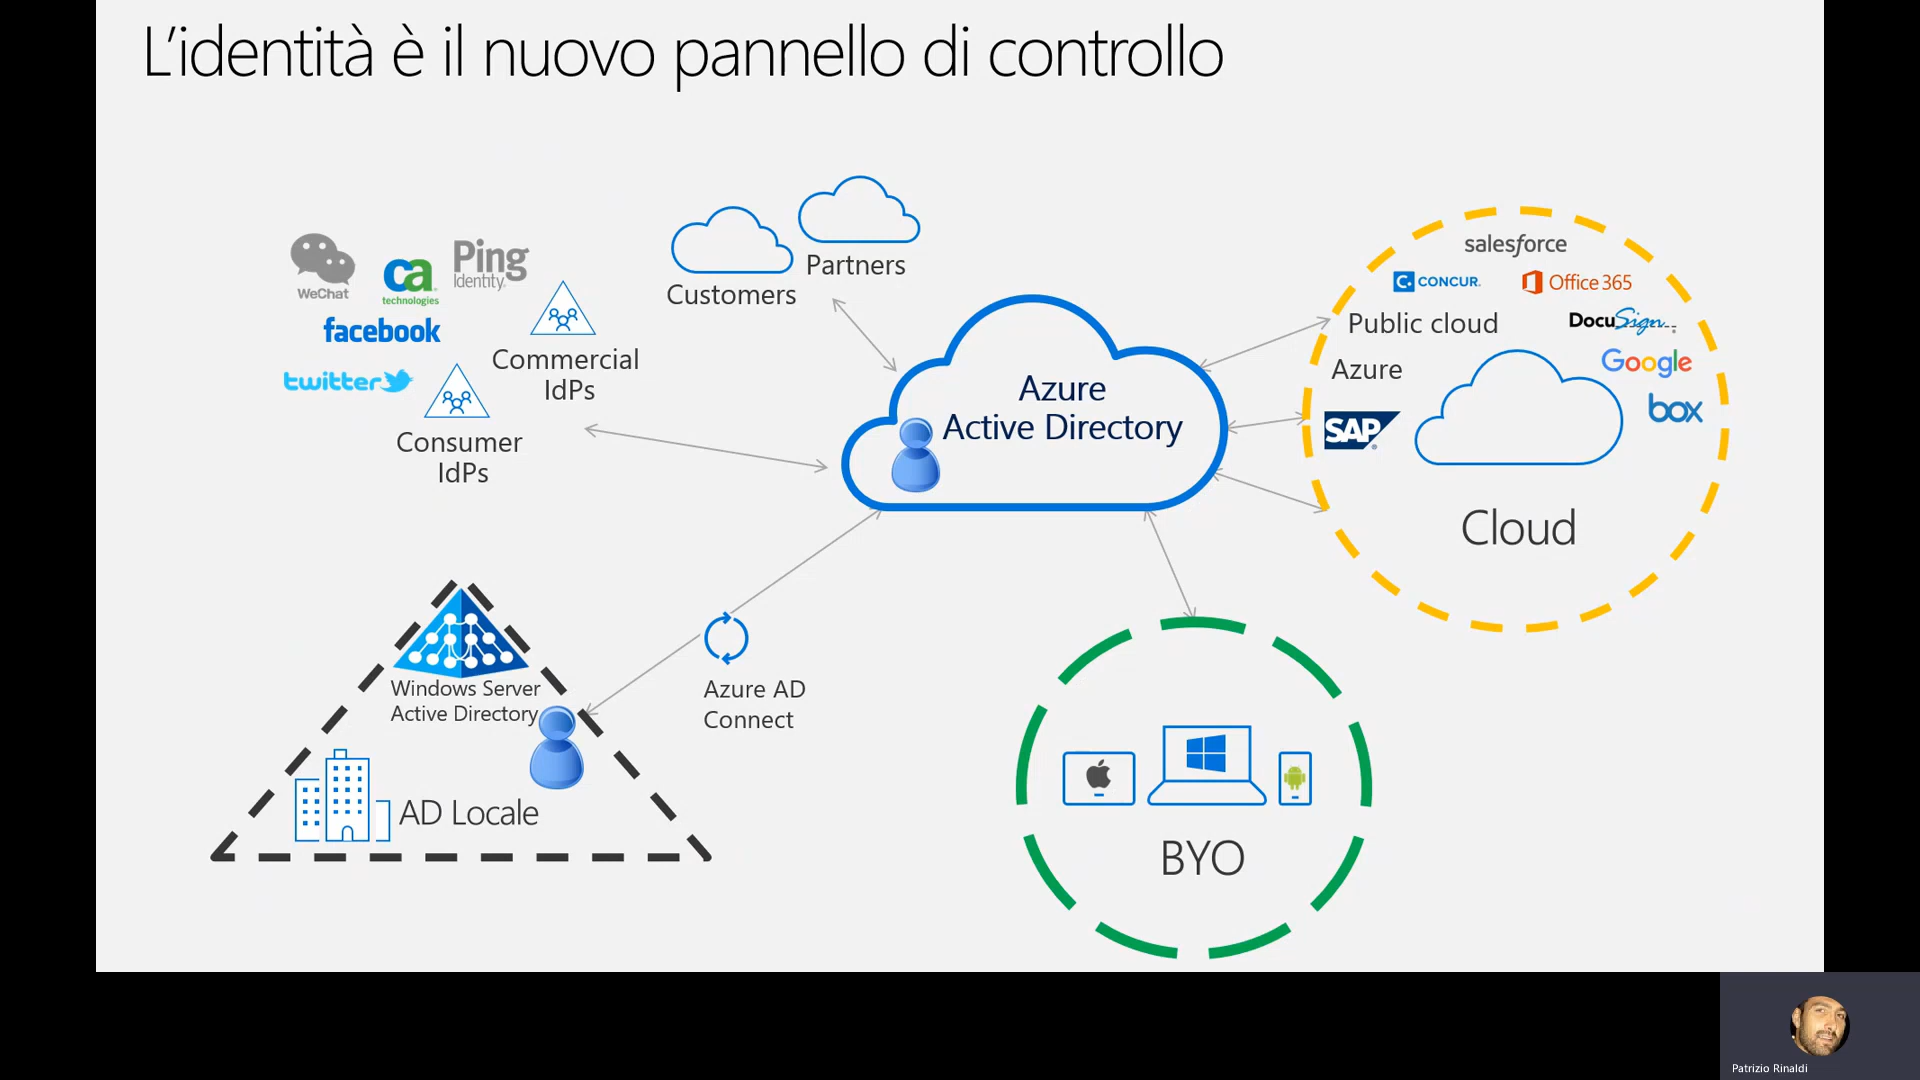 L'identità è il nuovo pannello di controllo
WeChat
ca
technologies
Ping
Identity
facebook
twitter
Commercial
IdPs
Consumer
IdPs
Customers
Partners
Azure
Active Directory
salesforce
CONCUR
Office 365
Public cloud
DocuSign
Azure
Google
SAP
box
Cloud
Windows Server
Active Directory
AD Locale
Azure AD
Connect
BYO
Patrizio Rinaldi